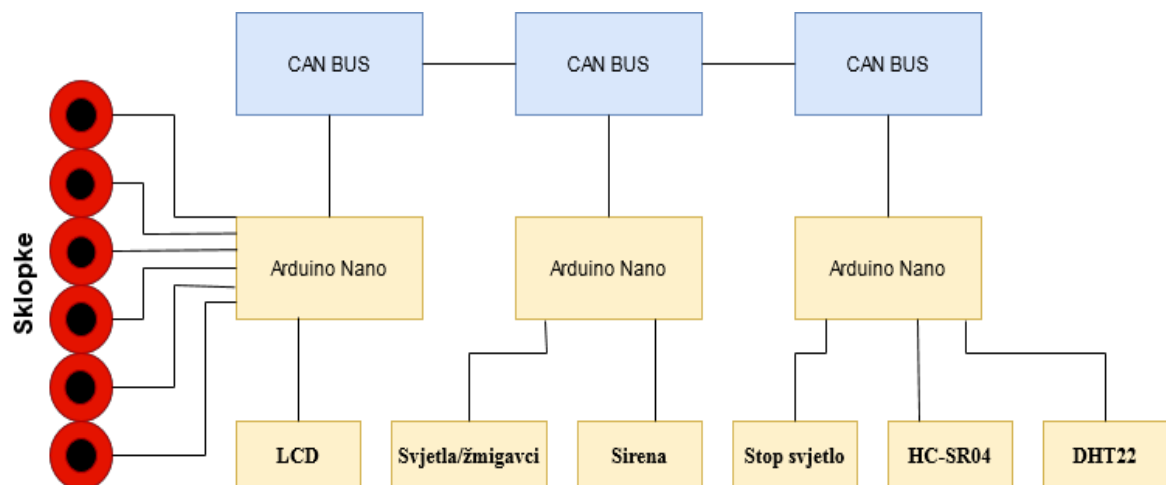 CAN BUS
CAN BUS
CAN BUS
Sklopke
Arduino Nano
Arduino Nano
Arduino Nano
LCD
Svjetla/žmigavci
Sirena
Stop svjetlo
HC-SR04
DHT22